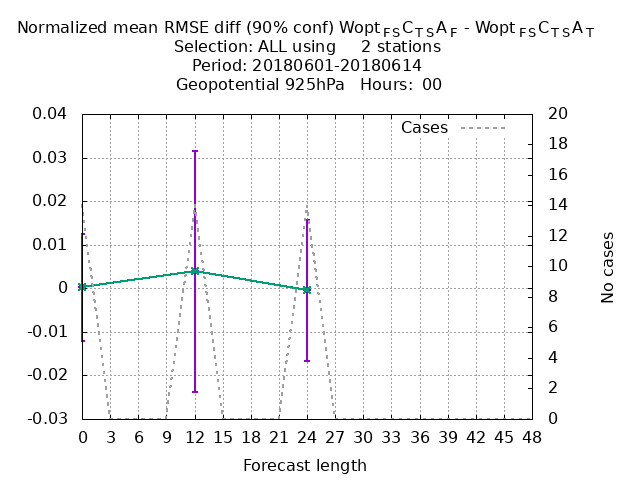 Normalized mean RMSE diff (90% conf) Wopt FS C TS A F - Wopt FS C TS A T
Selection: ALL using 2 stations
Period: 20180601-20180614
Geopotential 925hPa Hours: 00
Cases
0.04
0.03
0.02
0.01
0
-0.01
-0.02
-0.03
20
18
16
14
12
10
8
6
4
2
0
No cases
0 3 6 9 12 15 18 21 24 27 30 33 36 39 42 45 48
Forecast length